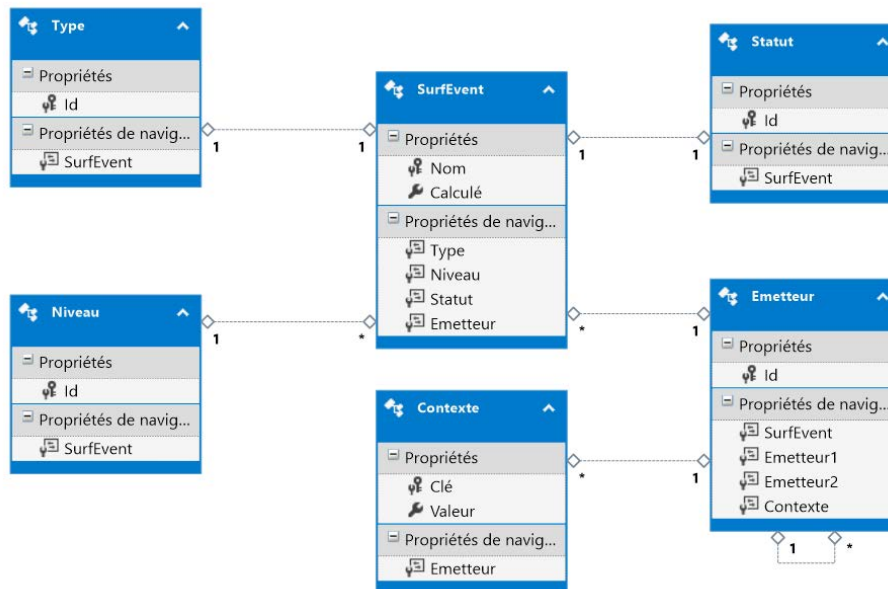 Type
Propriétés
Id
Propriétés de navig...
SurfEvent
1
1
SurfEvent
Propriétés
Nom
Calculé
Propriétés de navig...
Type
Niveau
Statut
Emetteur
1
1
Statut
Propriétés
Id
Propriétés de navig...
SurfEvent
Niveau
Propriétés
Id
Propriétés de navig...
SurfEvent
1
*
*
1
Contexte
Propriétés
Clé
Valeur
Propriétés de navig...
Emetteur
*
1
Emetteur
Propriétés
Id
Propriétés de navig...
SurfEvent
Emetteur1
Emetteur2
Contexte
1
*